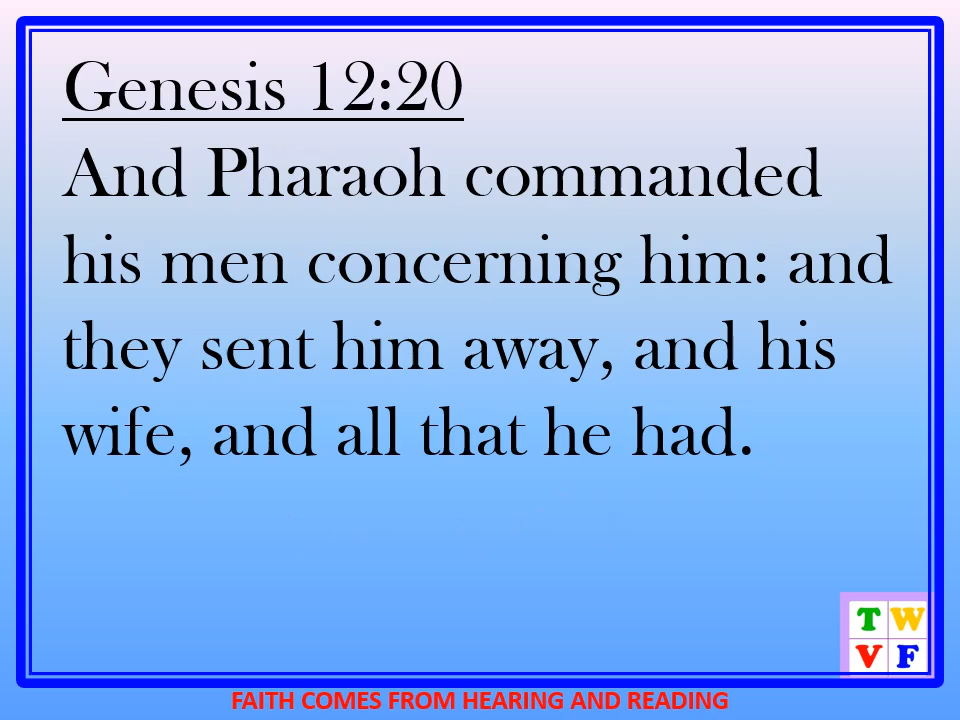 Genesis 12:20
And Pharaoh commanded
his men concerning him: and
they sent him away, and his
wife, and all that he had.
T W
V F
FAITH COMES FROM HEARING AND READING